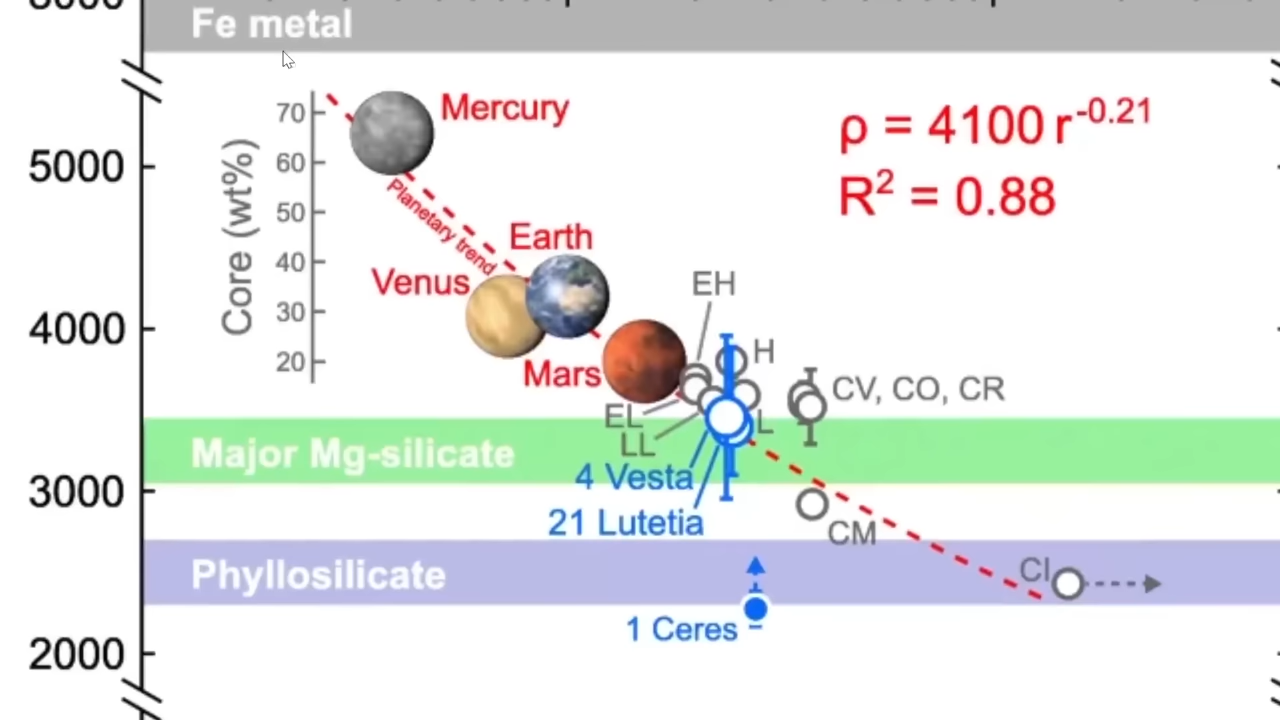 Fe metal
70
60
50
40
30
20
Core (wt%)
Mercury
Planetary trend
Earth
Venus
Mars
ρ = 4100 r^-0.21
R² = 0.88
5000
4000
3000
2000
EH
H
CV, CO, CR
EL
LL
L
Major Mg-silicate
4 Vesta
21 Lutetia
CM
Phyllosilicate
CI
1 Ceres